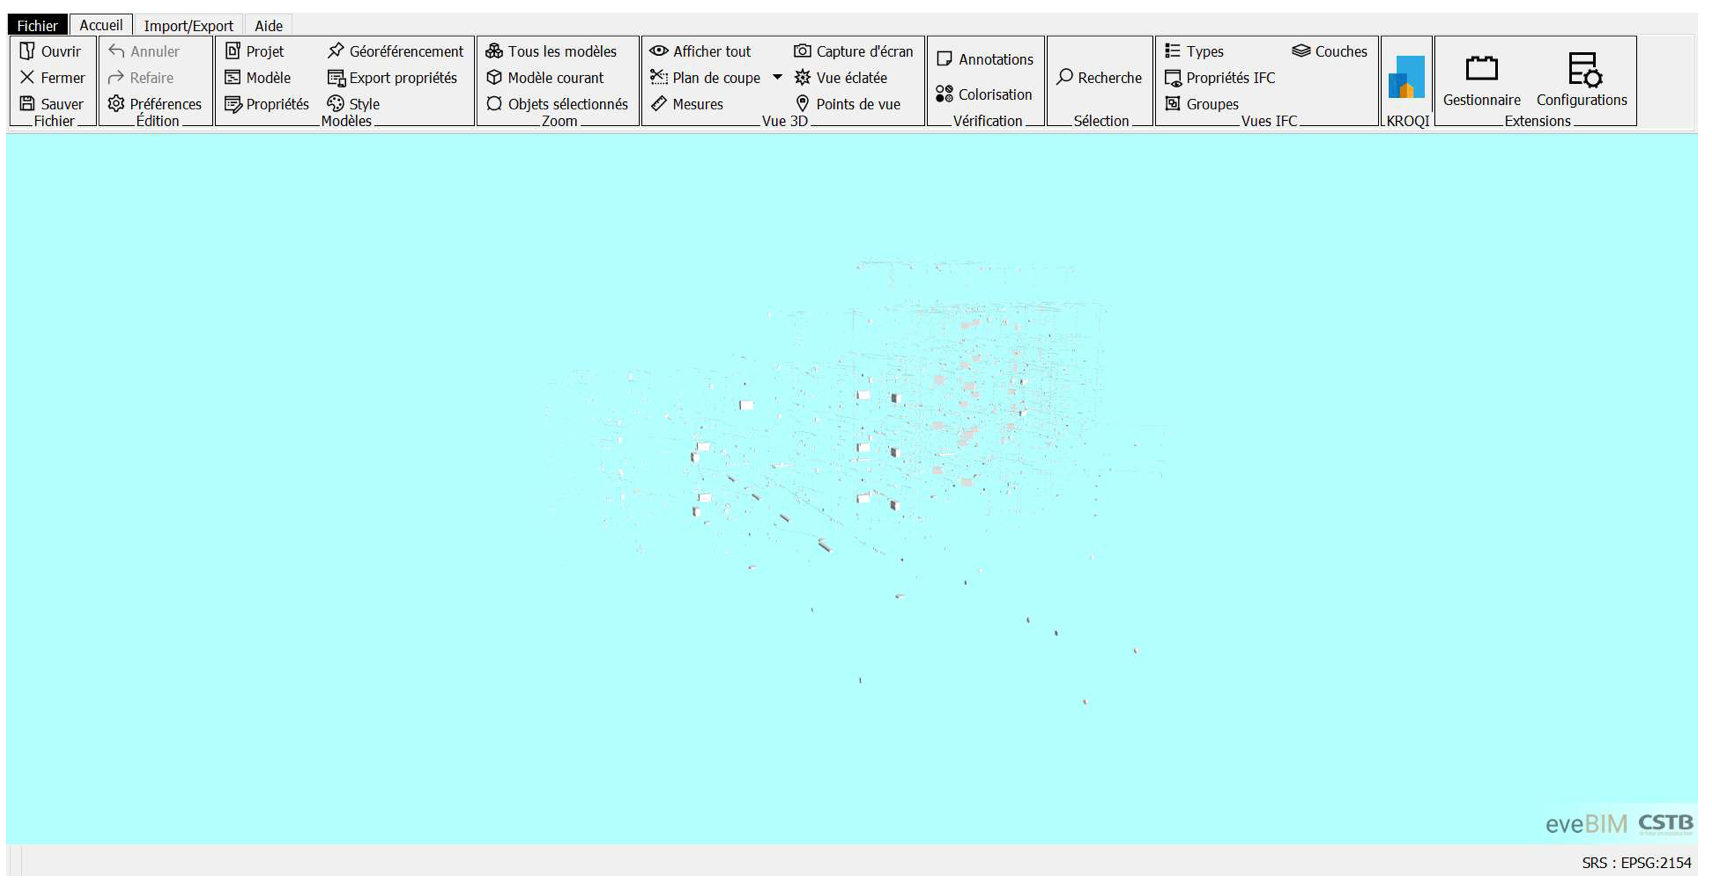 Fichier Accueil Import/Export Aide
Ouvrir Annuler Projet Géoréférencement Tous les modèles Afficher tout Capture d'écran Annotations Types Couches
Fermer Refaire Modèle Export propriétés Modèle courant Plan de coupe Vue éclatée Recherche Propriétés IFC
Sauver Préférences Propriétés Style Objets sélectionnés Mesures Points de vue Colorisation Groupes Gestionnaire Configurations
Fichier Édition Modèles Zoom Vue 3D Vérification Sélection Vues IFC KROQI Extensions
eveBIM CSTB
SRS : EPSG:2154